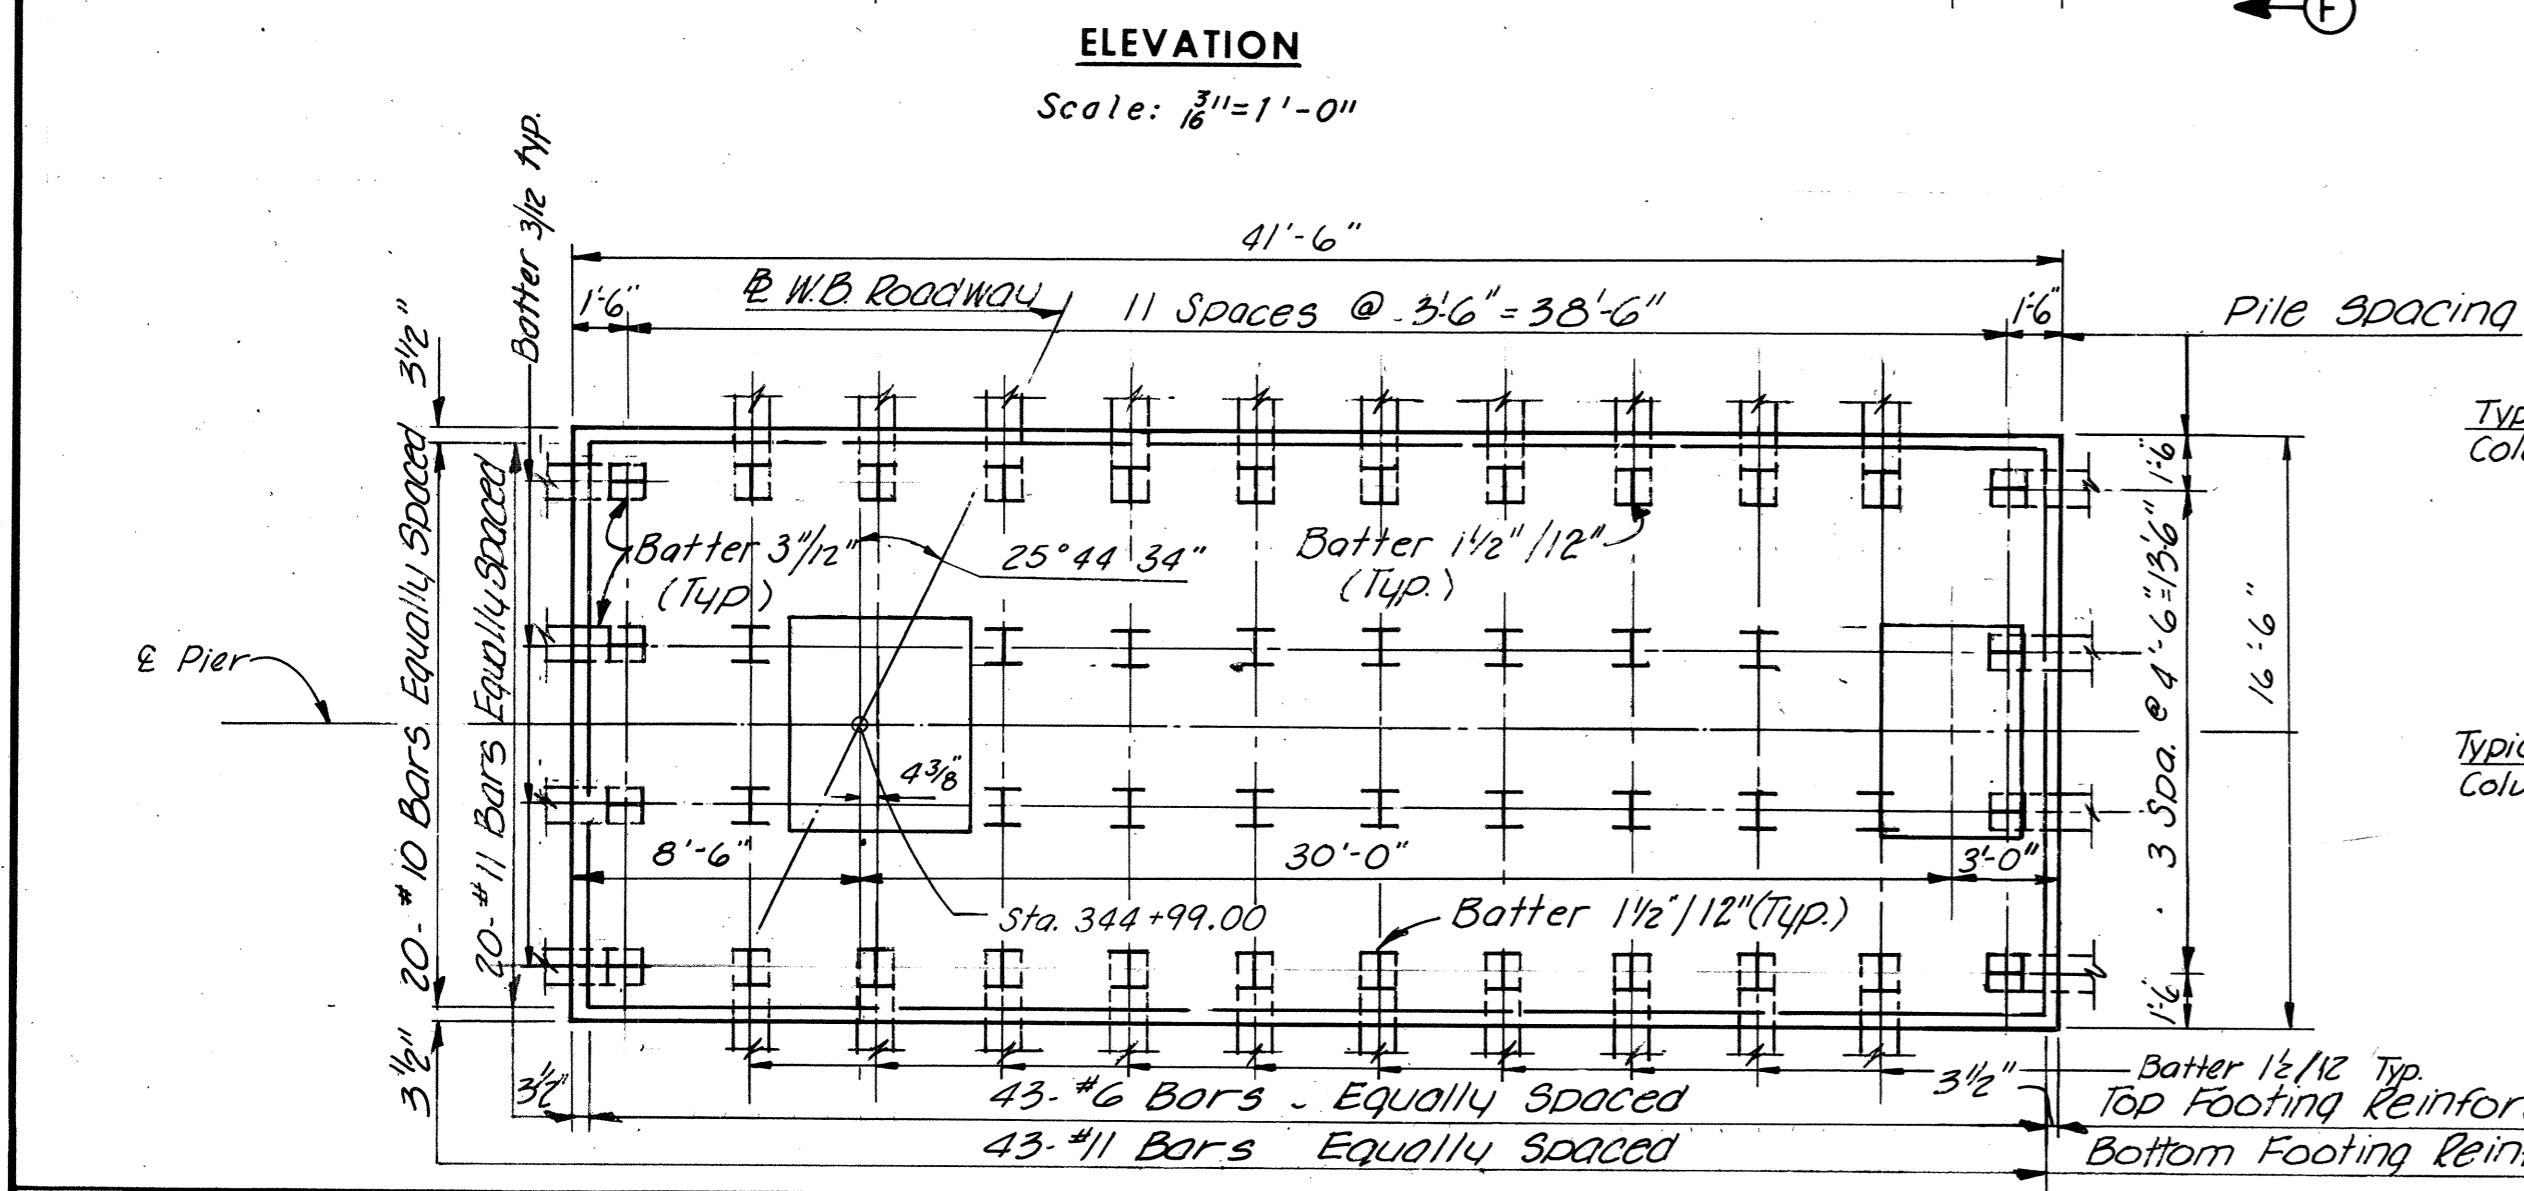 F
ELEVATION
Scale: 3/16"=1'-0"
Batter 3/12 typ.
41'-6"
1'-6"
℄ W.B. Roadway
11 Spaces @ 3'-6" = 38'-6"
1'-6"
Pile Spacing
3½"
20-#10 Bars Equally Spaced
3½"
20-#11 Bars Equally Spaced
Batter 3"/12"
(Typ)
25°44'34"
Batter 1½"/12"
(Typ.)
1'-6"
3 Spa. @ 4'-6"=13'-6"
1'-6"
16'-6"
℄ Pier
4⅜"
8'-6"
30'-0"
3'-0"
Sta. 344+99.00
Batter 1½"/12"(Typ.)
Batter 1½/12 Typ.
3½"
43-#6 Bars - Equally Spaced
3½"
Top Footing
43-#11 Bars Equally Spaced
Bottom Footing